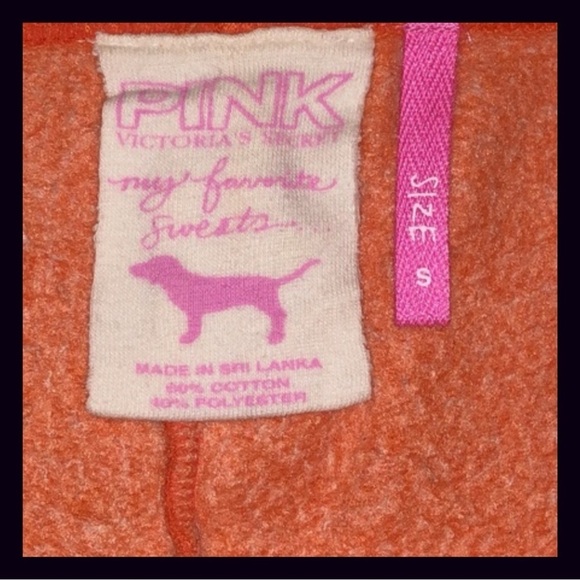 PINK
VICTORIA'S SECRET
my favorite
sweats...
MADE IN SRI LANKA
60% COTTON
40% POLYESTER
SIZE S